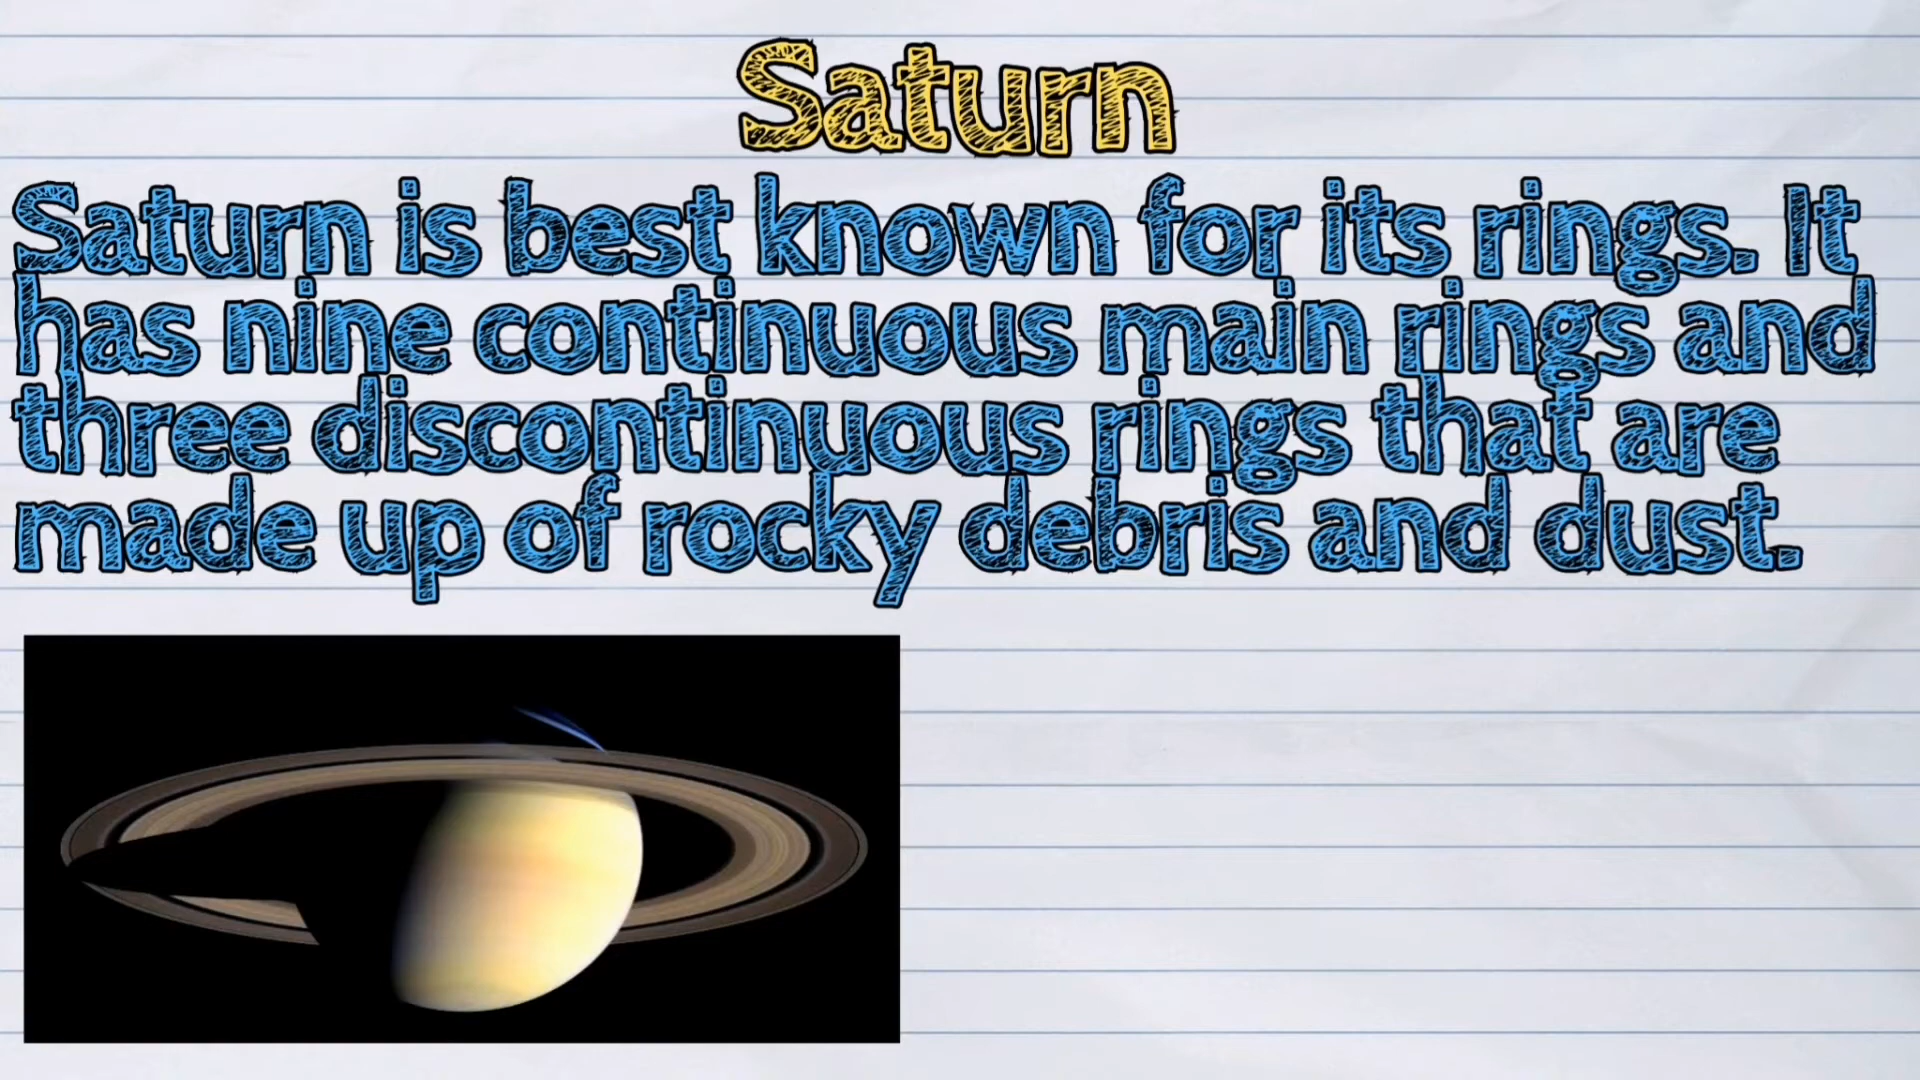 Saturn
Saturn is best known for its rings. It
has nine continuous main rings and
three discontinuous rings that are
made up of rocky debris and dust.